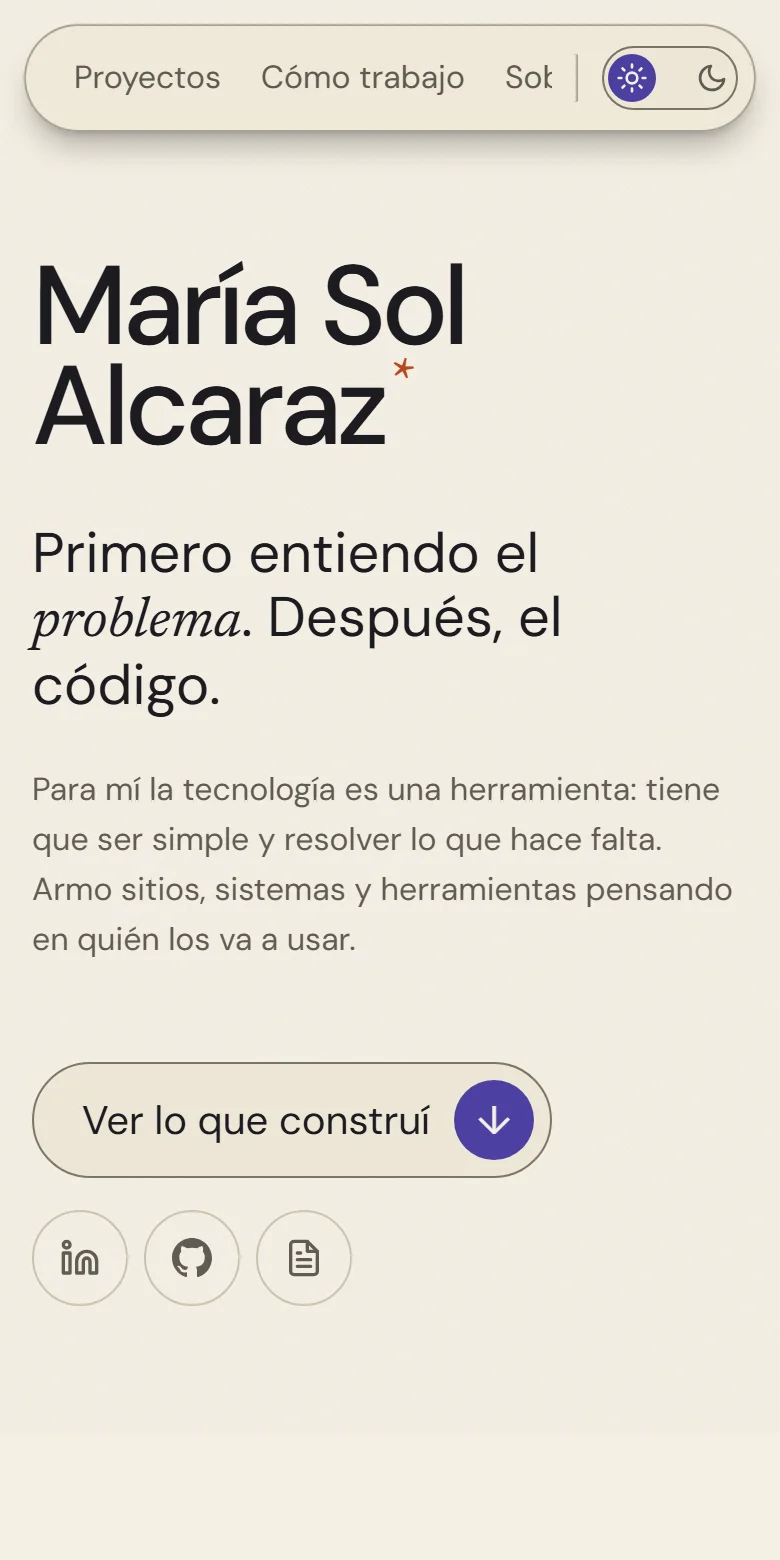 Proyectos Cómo trabajo Sob
María Sol
Alcaraz*
Primero entiendo el
problema. Después, el
código.
Para mí la tecnología es una herramienta: tiene
que ser simple y resolver lo que hace falta.
Armo sitios, sistemas y herramientas pensando
en quién los va a usar.
Ver lo que construí
in